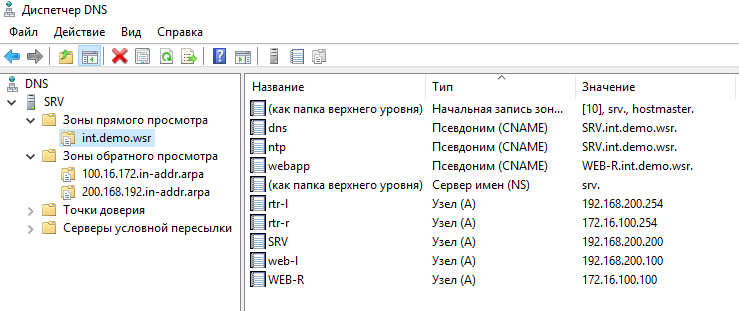 Диспетчер DNS
Файл Действие Вид Справка
DNS
SRV
Зоны прямого просмотра
int.demo.wsr
Зоны обратного просмотра
100.16.172.in-addr.arpa
200.168.192.in-addr.arpa
Точки доверия
Серверы условной пересылки
Название Тип Значение
(как папка верхнего уровня) Начальная запись зон... [10], srv., hostmaster.
dns Псевдоним (CNAME) SRV.int.demo.wsr.
ntp Псевдоним (CNAME) SRV.int.demo.wsr.
webapp Псевдоним (CNAME) WEB-R.int.demo.wsr.
(как папка верхнего уровня) Сервер имен (NS) srv.
rtr-l Узел (A) 192.168.200.254
rtr-r Узел (A) 172.16.100.254
SRV Узел (A) 192.168.200.200
web-l Узел (A) 192.168.200.100
WEB-R Узел (A) 172.16.100.100